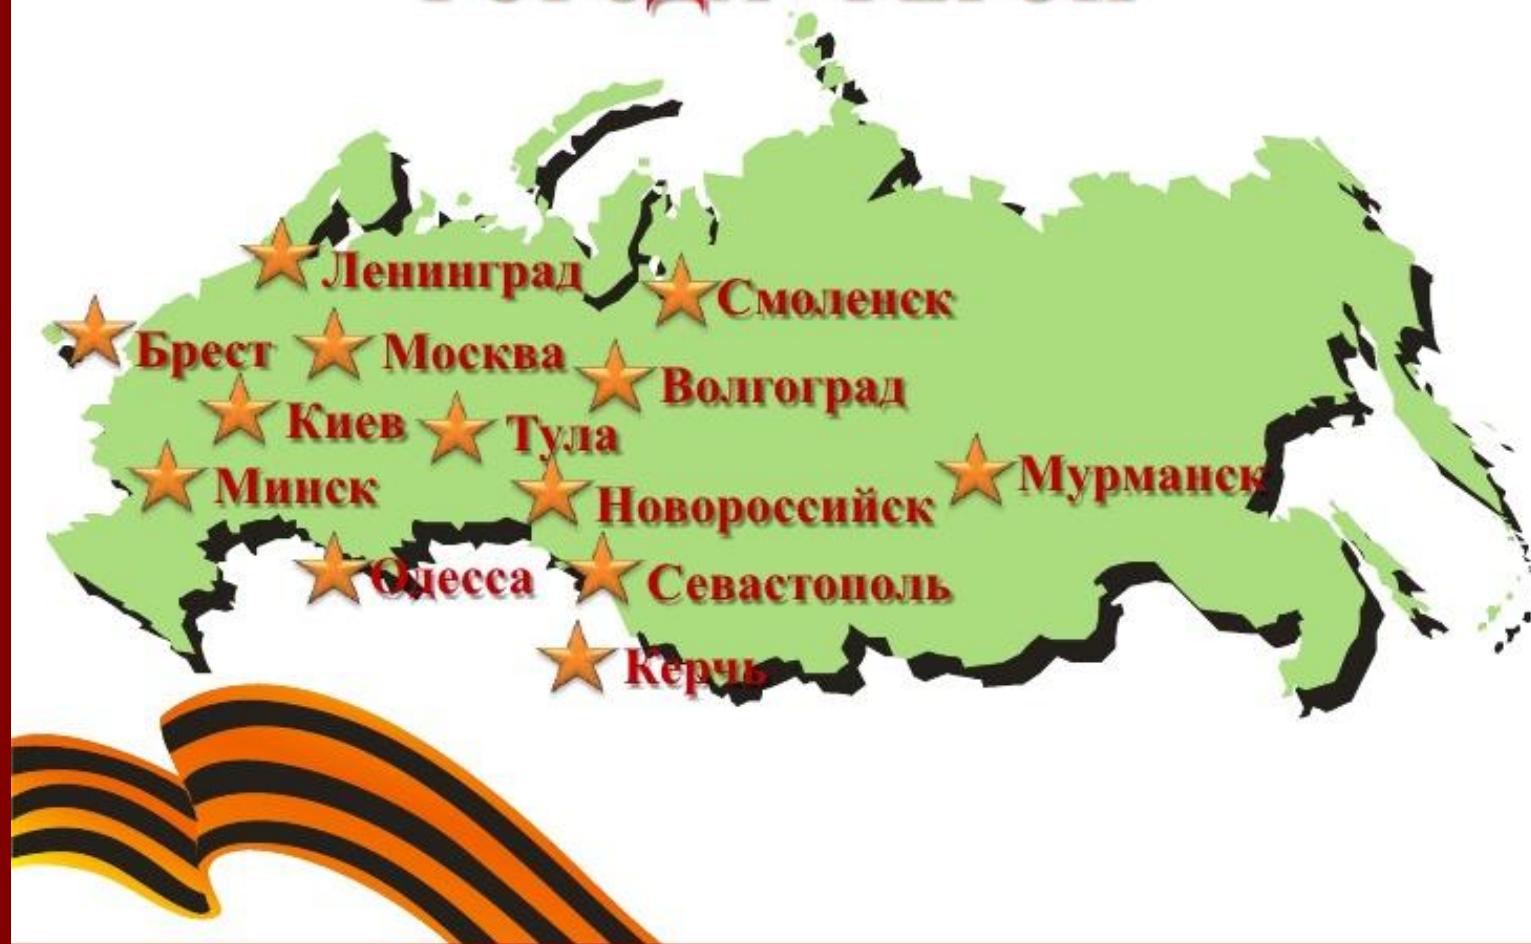 Ленинград
Смоленск
Брест
Москва
Волгоград
Киев
Тула
Минск
Новороссийск
Мурманск
Одесса
Севастополь
Керчь